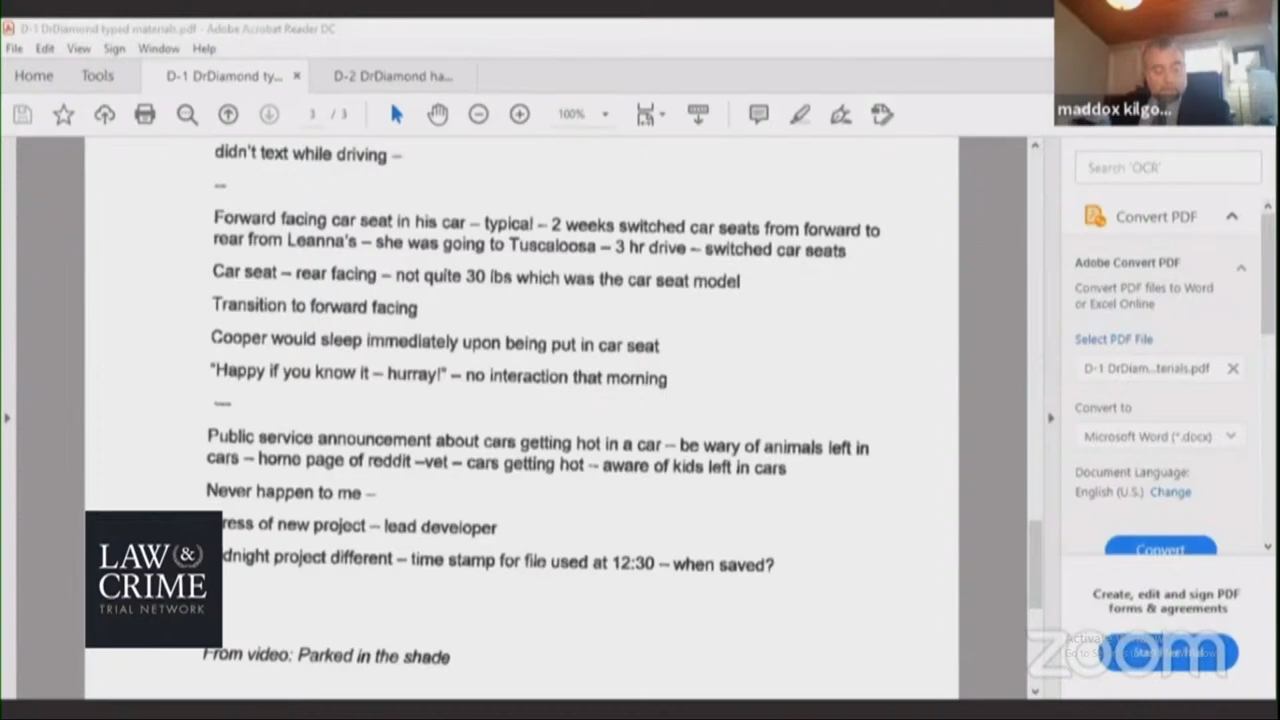 D-1 DrDiamond typed materials.pdf - Adobe Acrobat Reader DC
File Edit View Sign Window Help
Home Tools D-1 DrDiamond ty... × D-2 DrDiamond ha...
3 / 3 100%
maddox kilgo...
didn't text while driving –
--
Forward facing car seat in his car – typical – 2 weeks switched car seats from forward to
rear from Leanna's – she was going to Tuscaloosa – 3 hr drive – switched car seats
Car seat – rear facing – not quite 30 lbs which was the car seat model
Transition to forward facing
Cooper would sleep immediately upon being put in car seat
"Happy if you know it – hurray!" – no interaction that morning
---
Public service announcement about cars getting hot in a car – be wary of animals left in
cars – home page of reddit –vet – cars getting hot – aware of kids left in cars
Never happen to me –
ress of new project – lead developer
dnight project different – time stamp for file used at 12:30 – when saved?
From video: Parked in the shade
LAW & CRIME
TRIAL NETWORK
Search 'OCR'
Convert PDF
Adobe Convert PDF
Convert PDF files to Word
or Excel Online
Select PDF File
D-1 DrDiam...terials.pdf
Convert to
Microsoft Word (*.docx)
Document Language:
English (U.S.) Change
Convert
Create, edit and sign PDF
forms & agreements
zoom